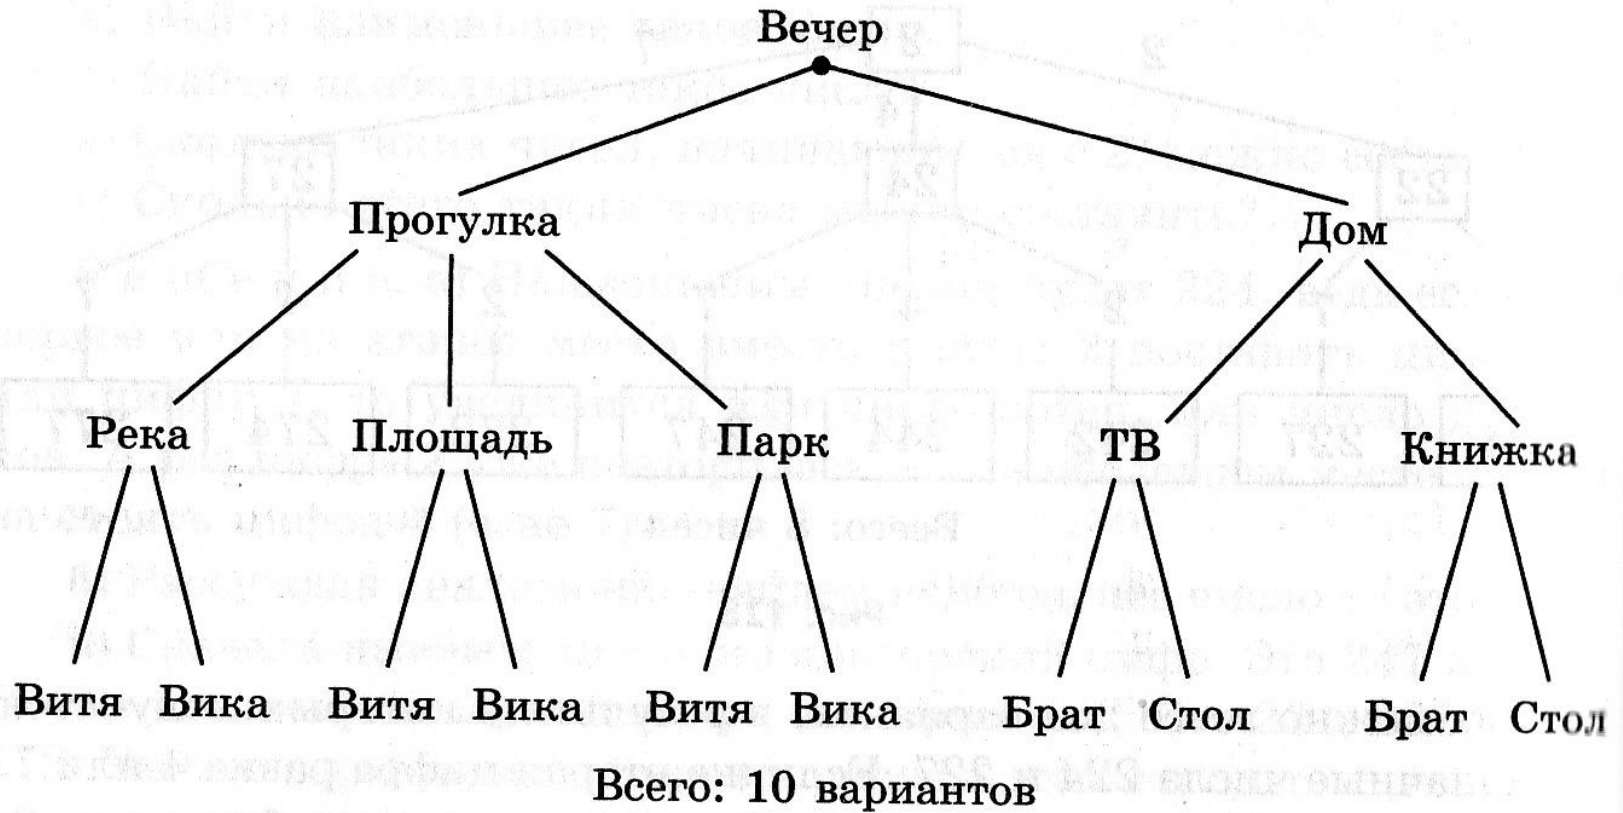 Вечер
Прогулка Дом
Река Площадь Парк ТВ Книжка
Витя Вика Витя Вика Витя Вика Брат Стол Брат Стол
Всего: 10 вариантов